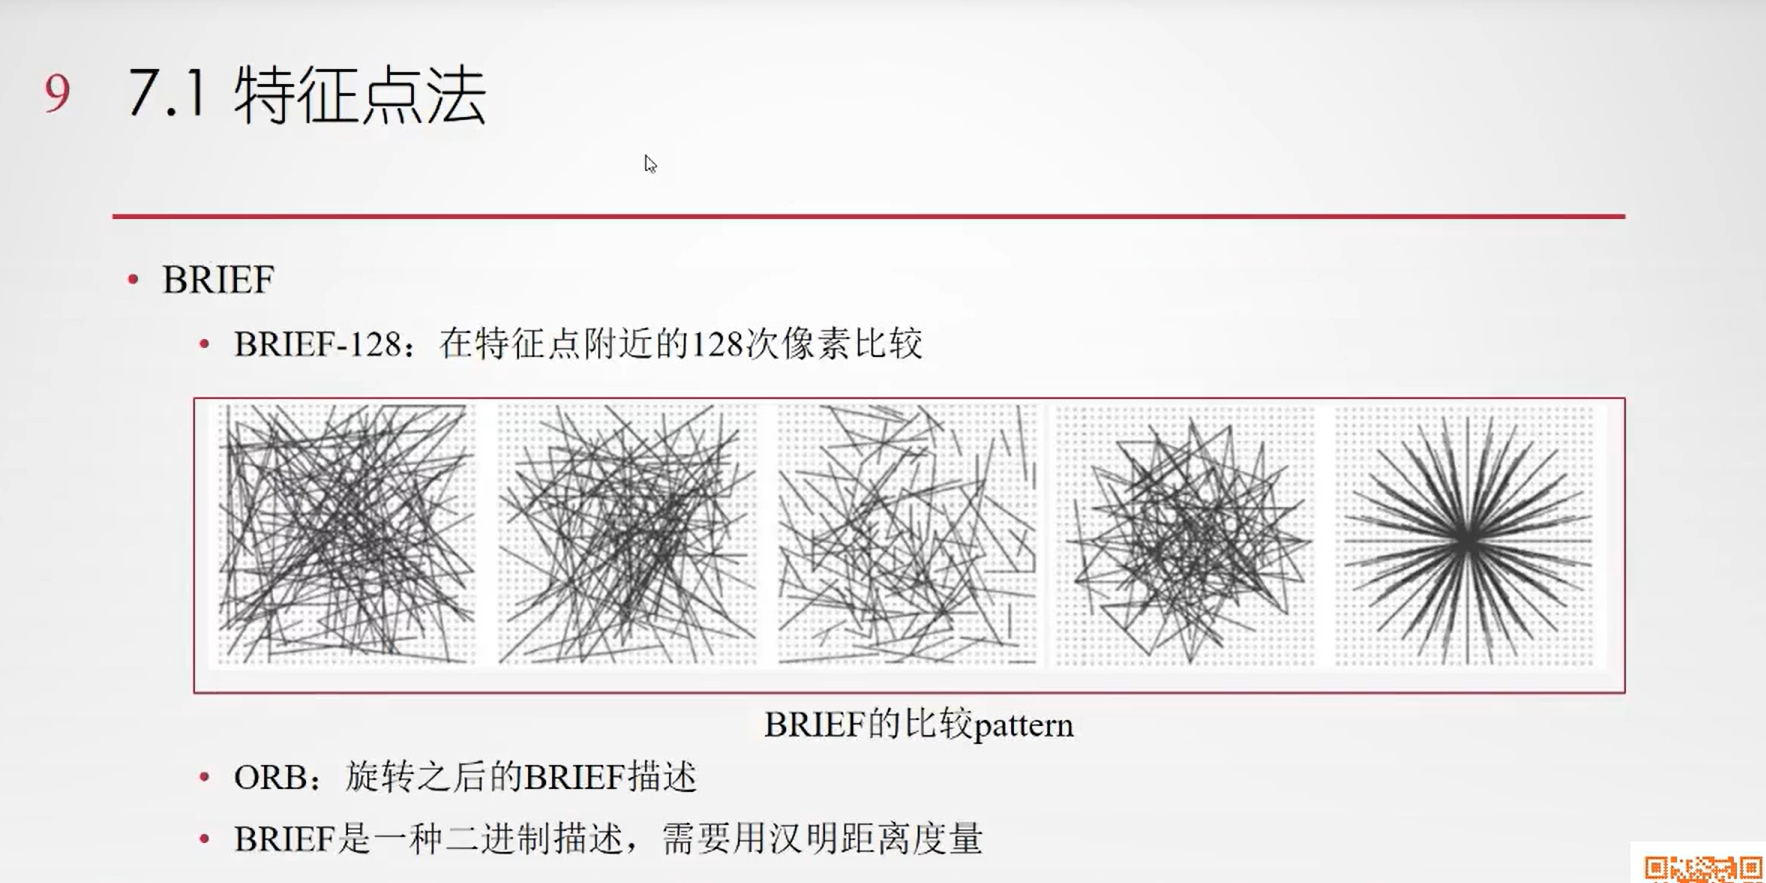 9
7.1 特征点法
BRIEF
BRIEF-128：在特征点附近的128次像素比较
BRIEF的比较pattern
ORB：旋转之后的BRIEF描述
BRIEF是一种二进制描述，需要用汉明距离度量